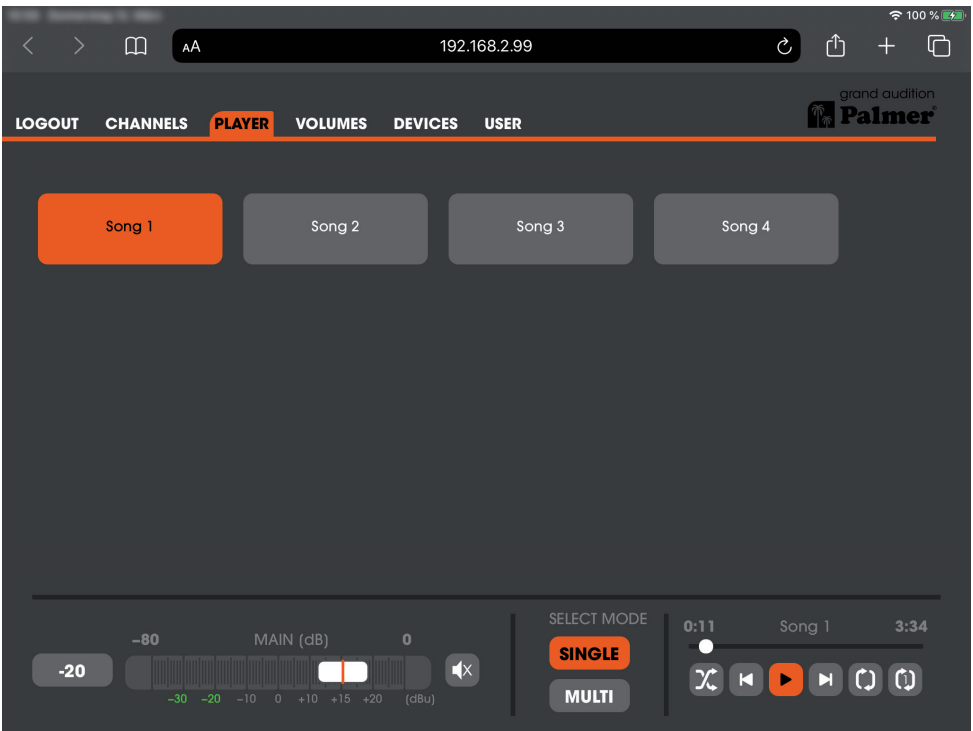 100 %
AA
192.168.2.99
grand audition
Palmer®
LOGOUT CHANNELS PLAYER VOLUMES DEVICES USER
Song 1 Song 2 Song 3 Song 4
SELECT MODE
0:11 Song 1 3:34
−80 MAIN (dB) 0
SINGLE
-20
−30 −20 −10 0 +10 +15 +20 (dBu)
MULTI
1